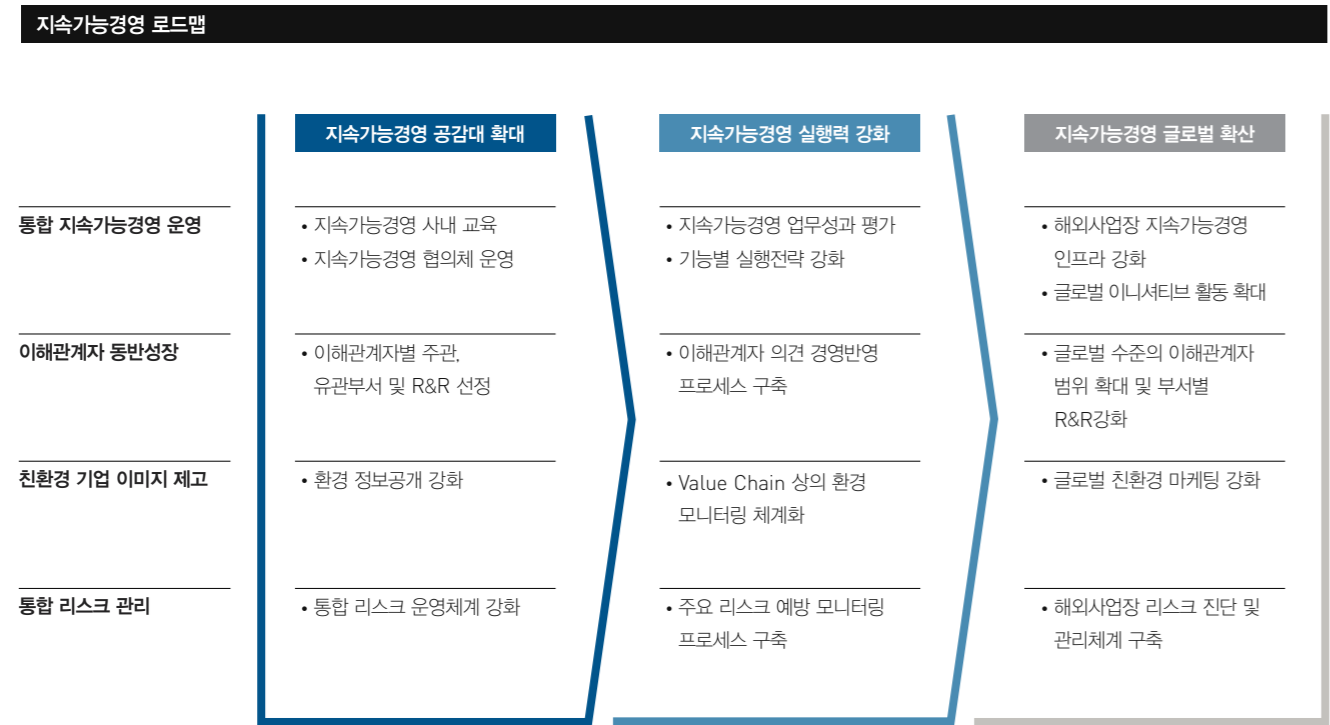 지속가능경영 로드맵
지속가능경영 공감대 확대
지속가능경영 실행력 강화
지속가능경영 글로벌 확산
통합 지속가능경영 운영
• 지속가능경영 사내 교육
• 지속가능경영 협의체 운영
• 지속가능경영 업무성과 평가
• 기능별 실행전략 강화
• 해외사업장 지속가능경영
인프라 강화
• 글로벌 이니셔티브 활동 확대
이해관계자 동반성장
• 이해관계자별 주관,
유관부서 및 R&R 선정
• 이해관계자 의견 경영반영
프로세스 구축
• 글로벌 수준의 이해관계자
범위 확대 및 부서별
R&R강화
친환경 기업 이미지 제고
• 환경 정보공개 강화
• Value Chain 상의 환경
모니터링 체계화
• 글로벌 친환경 마케팅 강화
통합 리스크 관리
• 통합 리스크 운영체계 강화
• 주요 리스크 예방 모니터링
프로세스 구축
• 해외사업장 리스크 진단 및
관리체계 구축